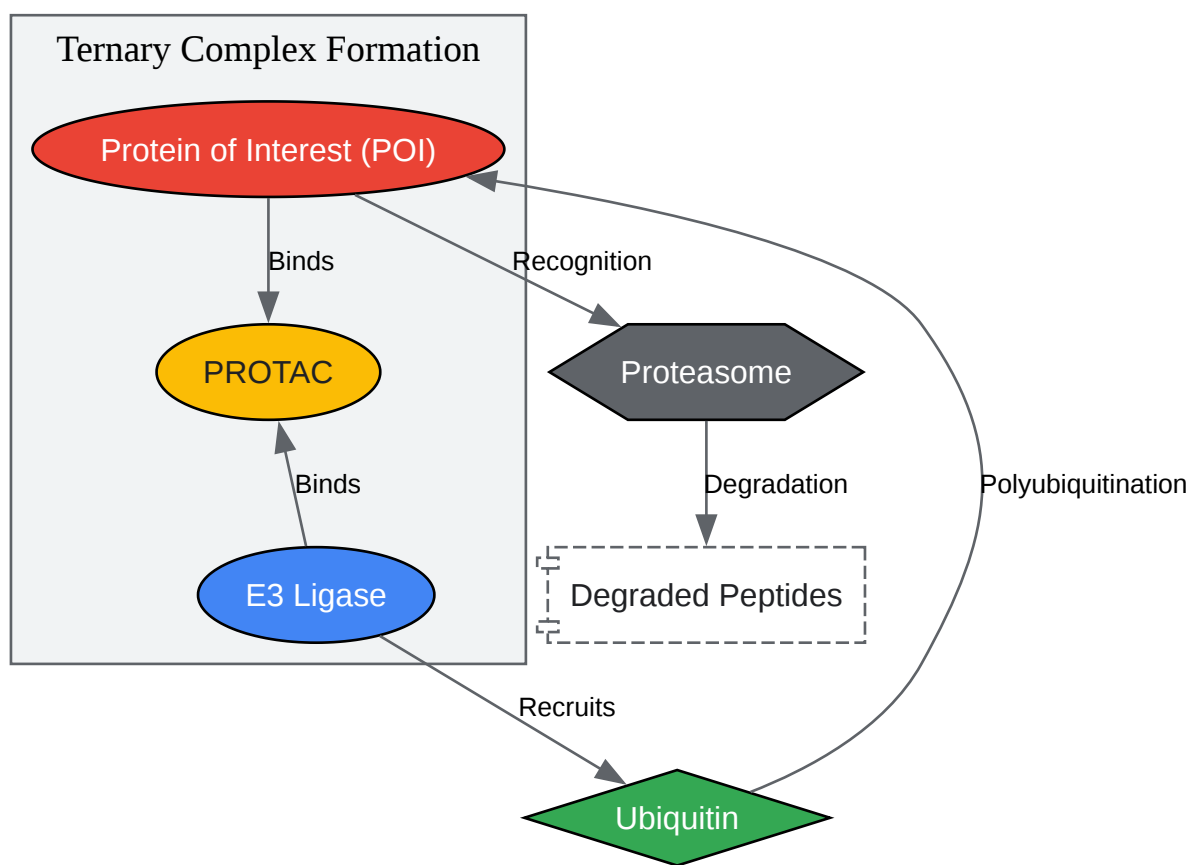 Ternary Complex Formation
Protein of Interest (POI)
Binds
Recognition
PROTAC
Proteasome
Binds
Degradation
Polyubiquitination
E3 Ligase
Degraded Peptides
Recruits
Ubiquitin